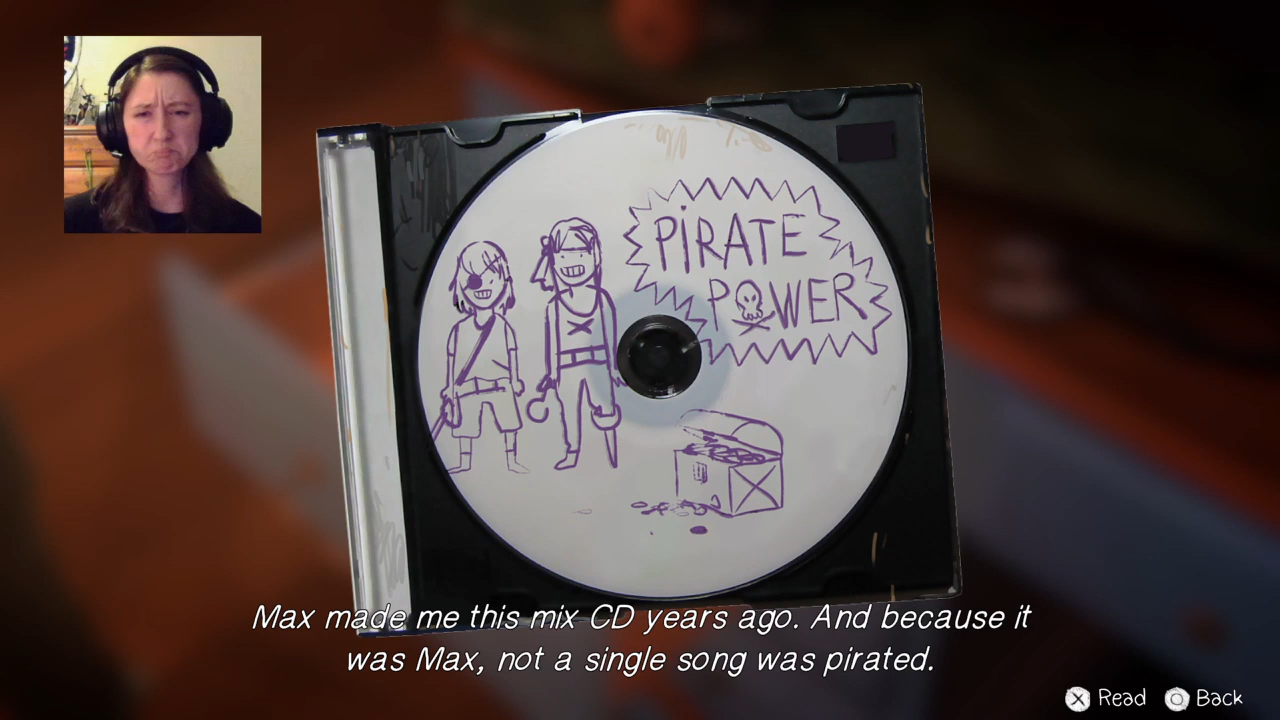 PiRATE
POWER
Max made me this mix CD years ago. And because it
was Max, not a single song was pirated.
Read Back